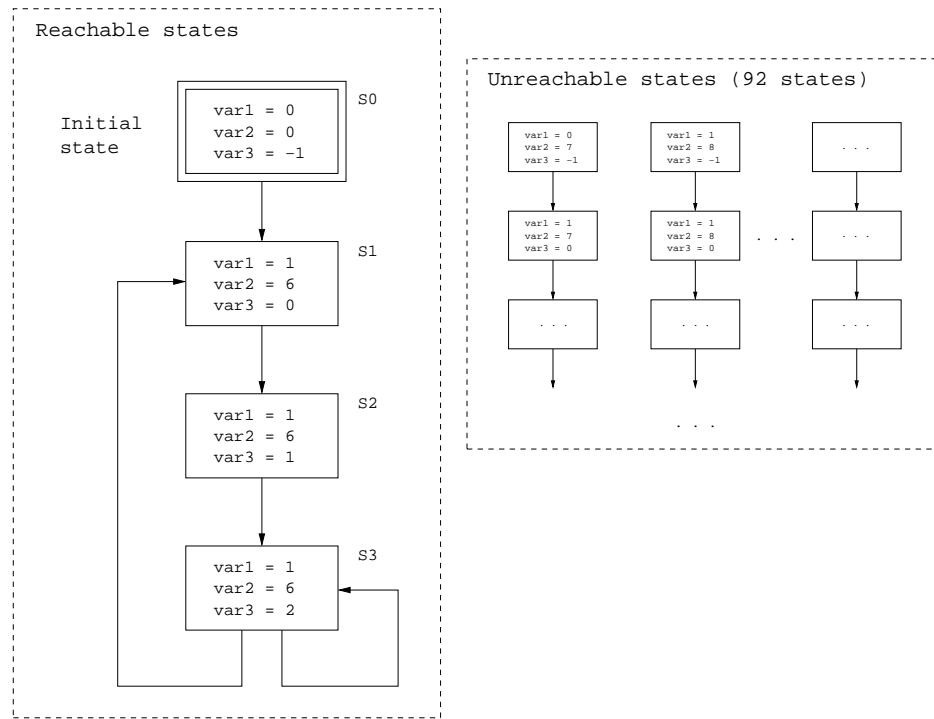 Reachable states
Initial
state
S0
var1 = 0
var2 = 0
var3 = −1
S1
var1 = 1
var2 = 6
var3 = 0
S2
var1 = 1
var2 = 6
var3 = 1
S3
var1 = 1
var2 = 6
var3 = 2
Unreachable states (92 states)
var1 = 0
var2 = 7
var3 = −1
var1 = 1
var2 = 8
var3 = −1
. . .
var1 = 1
var2 = 7
var3 = 0
var1 = 1
var2 = 8
var3 = 0
. . .
. . .
. . .
. . .
. . .
. . .